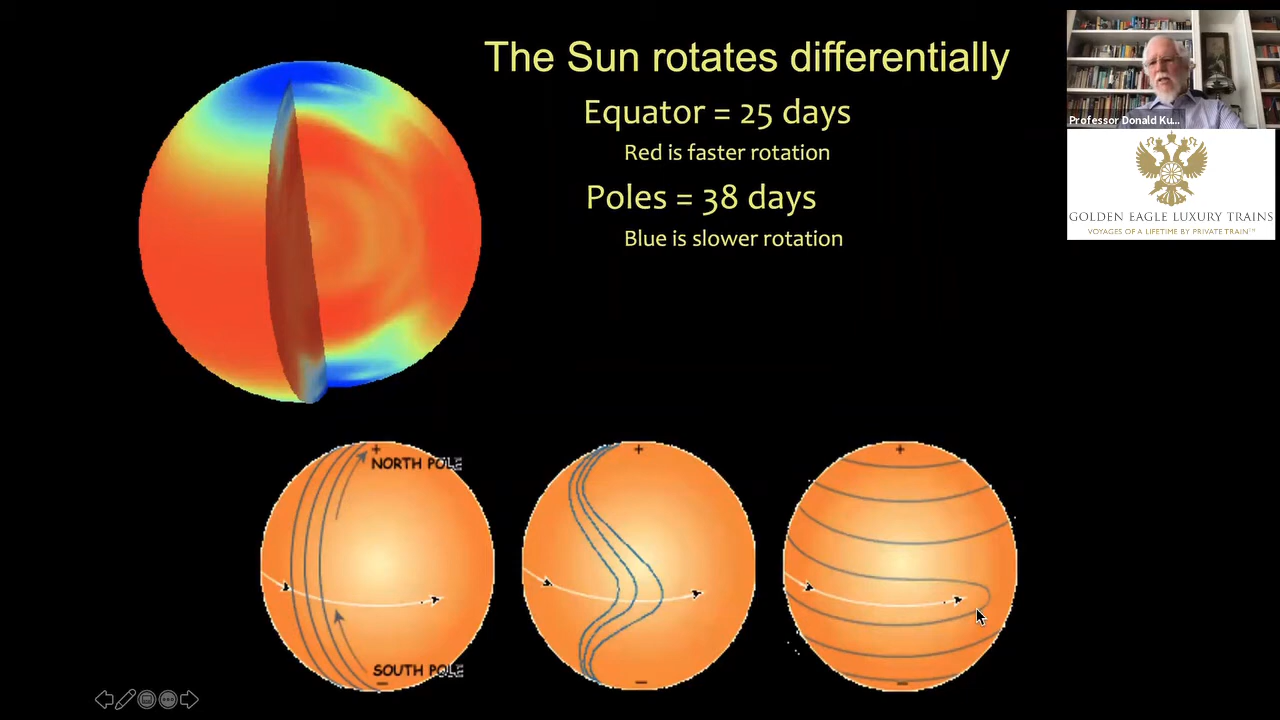 The Sun rotates differentially
Equator = 25 days
Red is faster rotation
Poles = 38 days
Blue is slower rotation
Professor Donald Ku...
GOLDEN EAGLE LUXURY TRAINS
VOYAGES OF A LIFETIME BY PRIVATE TRAIN™
+
NORTH POLE
SOUTH POLE
−
+
−
+
−